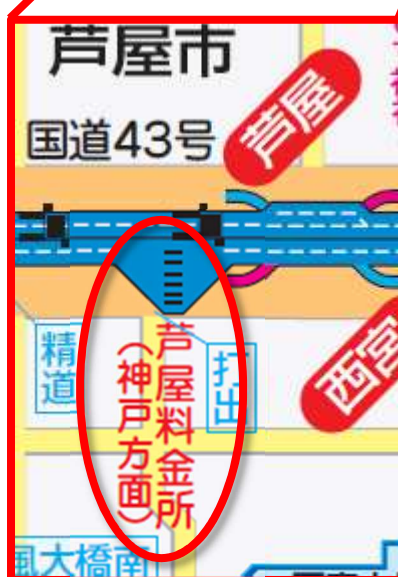 芦屋市
国道43号
芦屋
西宮
精道
打出
芦屋料金所
（神戸方面）
風大橋南